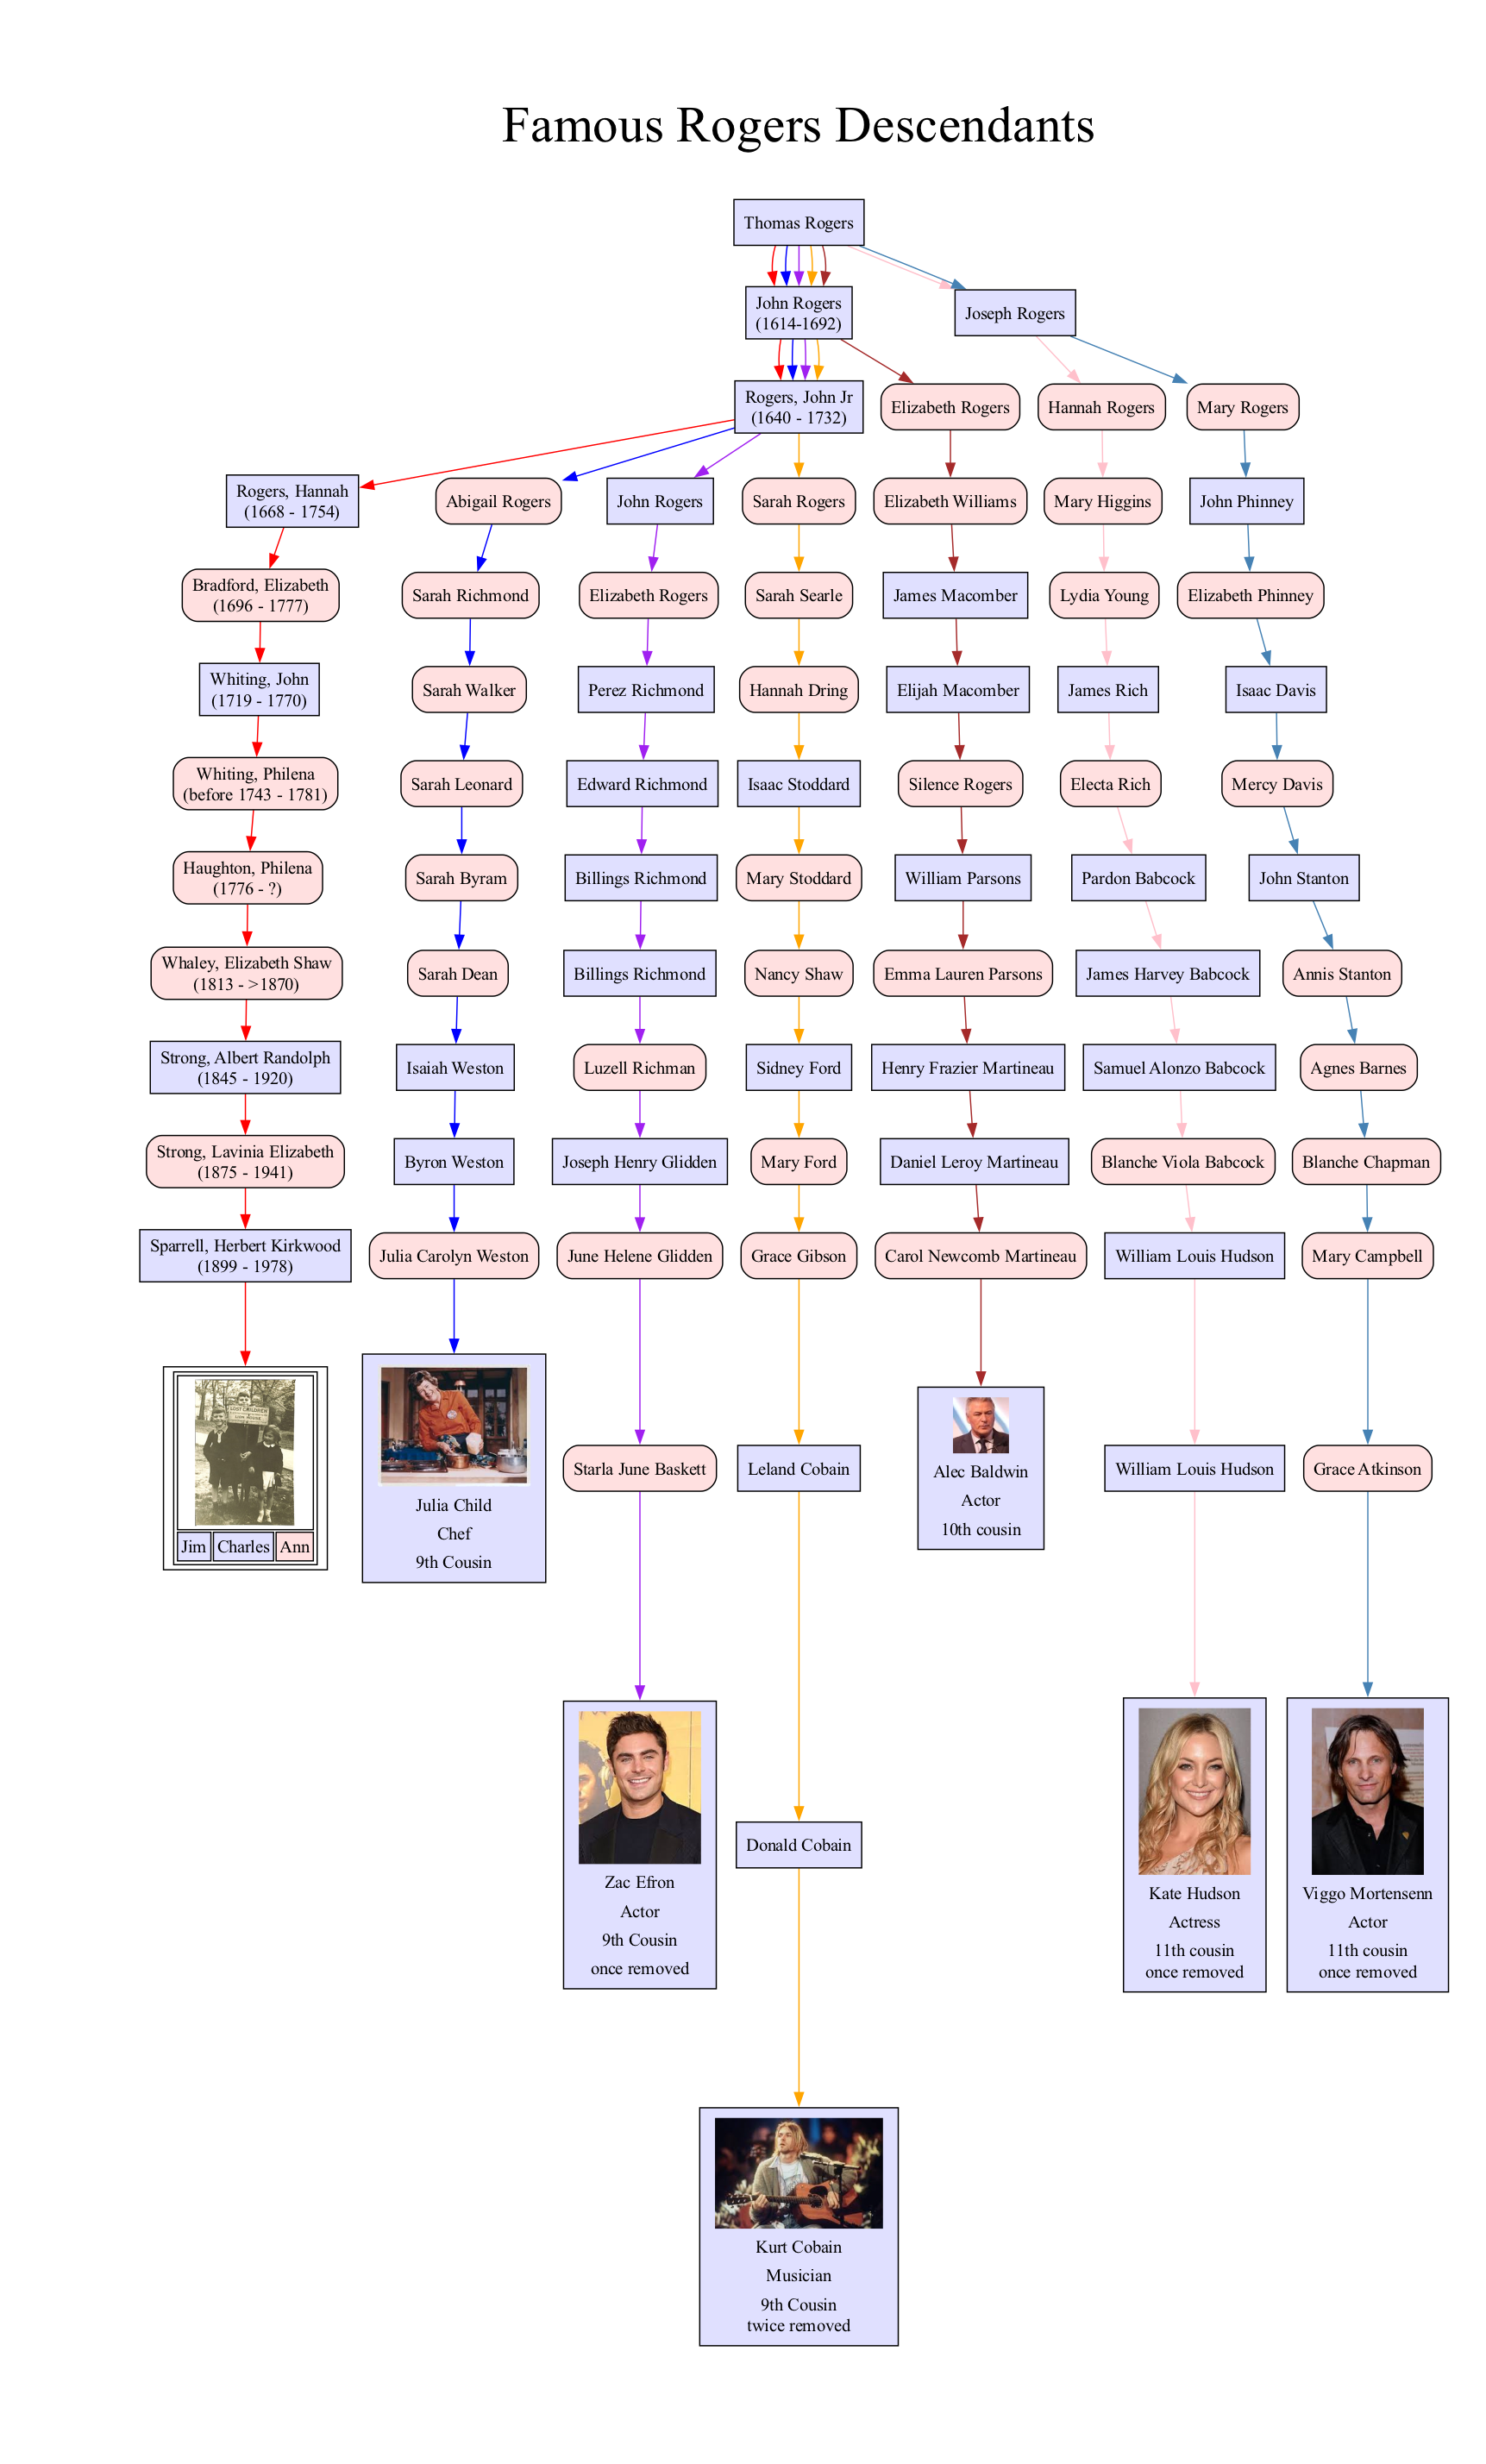 Famous Rogers Descendants
Thomas Rogers
John Rogers
(1614-1692)
Joseph Rogers
Rogers, John Jr
(1640 - 1732)
Elizabeth Rogers
Hannah Rogers
Mary Rogers
Rogers, Hannah
(1668 - 1754)
Abigail Rogers
John Rogers
Sarah Rogers
Elizabeth Williams
Mary Higgins
John Phinney
Bradford, Elizabeth
(1696 - 1777)
Sarah Richmond
Elizabeth Rogers
Sarah Searle
James Macomber
Lydia Young
Elizabeth Phinney
Whiting, John
(1719 - 1770)
Sarah Walker
Perez Richmond
Hannah Dring
Elijah Macomber
James Rich
Isaac Davis
Whiting, Philena
(before 1743 - 1781)
Sarah Leonard
Edward Richmond
Isaac Stoddard
Silence Rogers
Electa Rich
Mercy Davis
Haughton, Philena
(1776 - ?)
Sarah Byram
Billings Richmond
Mary Stoddard
William Parsons
Pardon Babcock
John Stanton
Whaley, Elizabeth Shaw
(1813 - >1870)
Sarah Dean
Billings Richmond
Nancy Shaw
Emma Lauren Parsons
James Harvey Babcock
Annis Stanton
Strong, Albert Randolph
(1845 - 1920)
Isaiah Weston
Luzell Richman
Sidney Ford
Henry Frazier Martineau
Samuel Alonzo Babcock
Agnes Barnes
Strong, Lavinia Elizabeth
(1875 - 1941)
Byron Weston
Joseph Henry Glidden
Mary Ford
Daniel Leroy Martineau
Blanche Viola Babcock
Blanche Chapman
Sparrell, Herbert Kirkwood
(1899 - 1978)
Julia Carolyn Weston
June Helene Glidden
Grace Gibson
Carol Newcomb Martineau
William Louis Hudson
Mary Campbell
LOST CHILDREN
Jim Charles Ann
Julia Child
Chef
9th Cousin
Starla June Baskett
Leland Cobain
Alec Baldwin
Actor
10th cousin
William Louis Hudson
Grace Atkinson
Zac Efron
Actor
9th Cousin
once removed
Donald Cobain
Kate Hudson
Actress
11th cousin
once removed
Viggo Mortensenn
Actor
11th cousin
once removed
Kurt Cobain
Musician
9th Cousin
twice removed